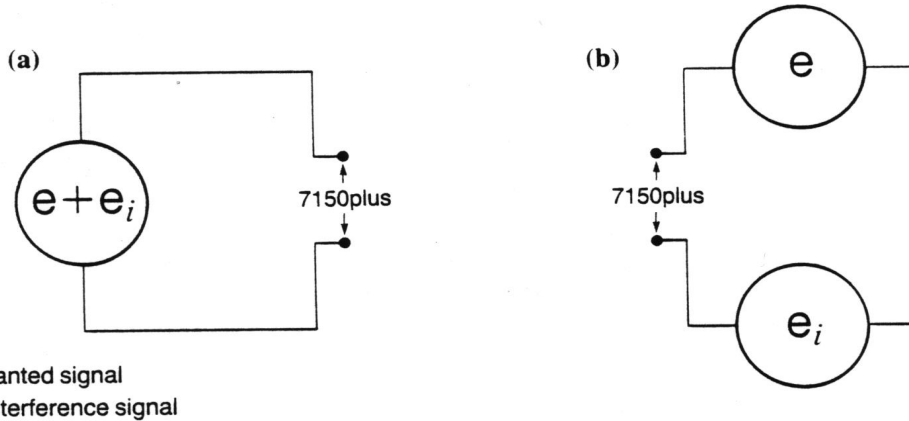 (a)
e+e i
7150plus
(b)
e
7150plus
e i
anted signal
terference signal